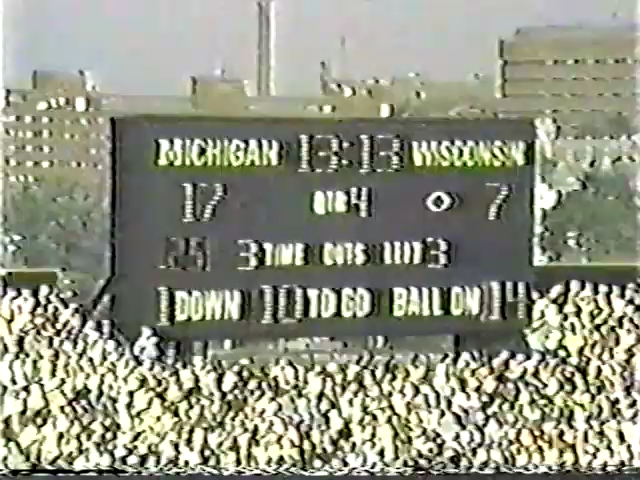 MICHIGAN 13:13 WISCONSIN
17 QTR 4 7
25 3 TIME OUTS LEFT 3
1 DOWN 10 TO GO BALL ON 14